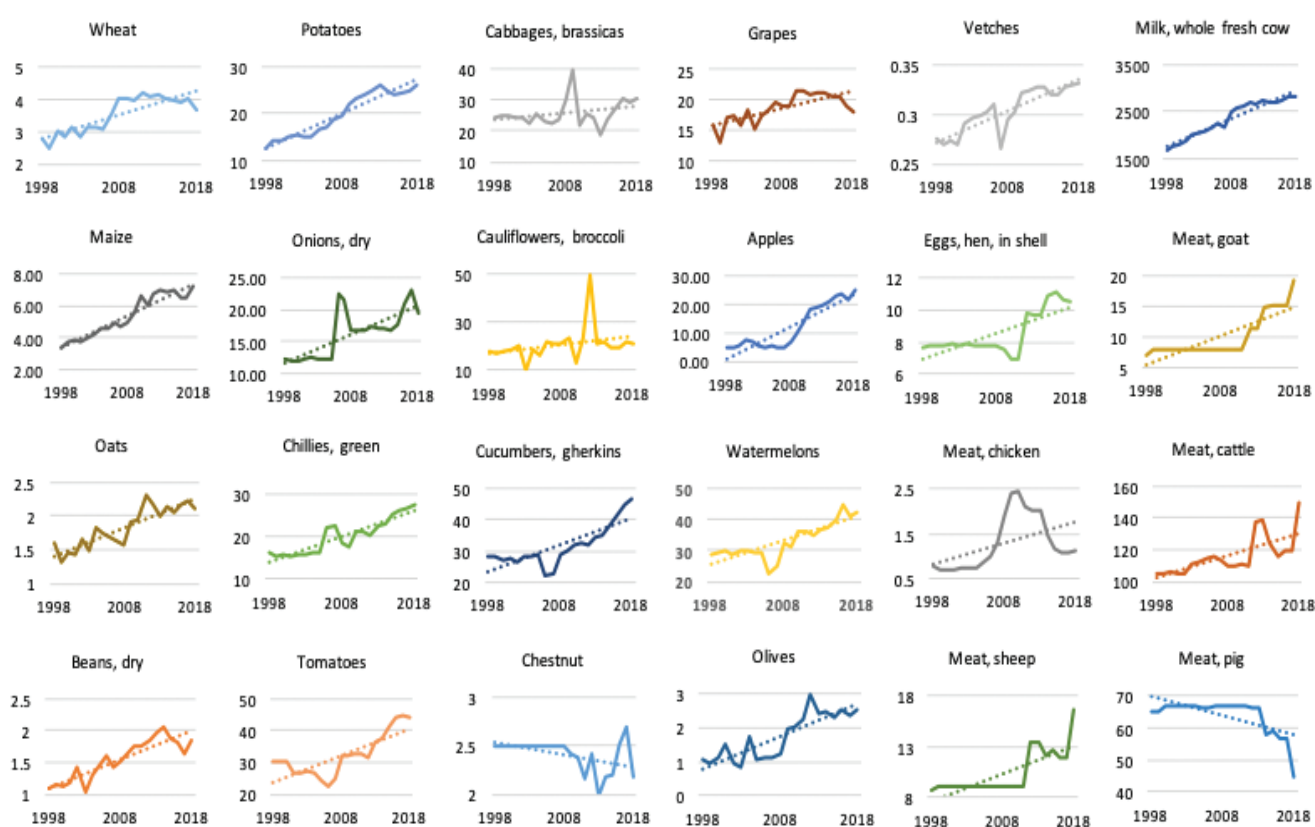 Wheat
5
4
3
2
1998 2008 2018
Potatoes
30
20
10
1998 2008 2018
Cabbages, brassicas
40
30
20
10
1998 2008 2018
Grapes
25
20
15
10
1998 2008 2018
Vetches
0.35
0.3
0.25
1998 2008 2018
Milk, whole fresh cow
3500
2500
1500
1998 2008 2018
Maize
8.00
6.00
4.00
2.00
1998 2008 2018
Onions, dry
25.00
20.00
15.00
10.00
1998 2008 2018
Cauliflowers, broccoli
50
30
10
1998 2008 2018
Apples
30.00
20.00
10.00
0.00
1998 2008 2018
Eggs, hen, in shell
12
10
8
6
1998 2008 2018
Meat, goat
20
15
10
5
1998 2008 2018
Oats
2.5
2
1.5
1
1998 2008 2018
Chillies, green
30
20
10
1998 2008 2018
Cucumbers, gherkins
50
40
30
20
1998 2008 2018
Watermelons
50
40
30
20
1998 2008 2018
Meat, chicken
2.5
1.5
0.5
1998 2008 2018
Meat, cattle
160
140
120
100
1998 2008 2018
Beans, dry
2.5
2
1.5
1
1998 2008 2018
Tomatoes
50
40
30
20
1998 2008 2018
Chestnut
3
2.5
2
1998 2008 2018
Olives
3
2
1
0
1998 2008 2018
Meat, sheep
18
13
8
1998 2008 2018
Meat, pig
70
60
50
40
1998 2008 2018